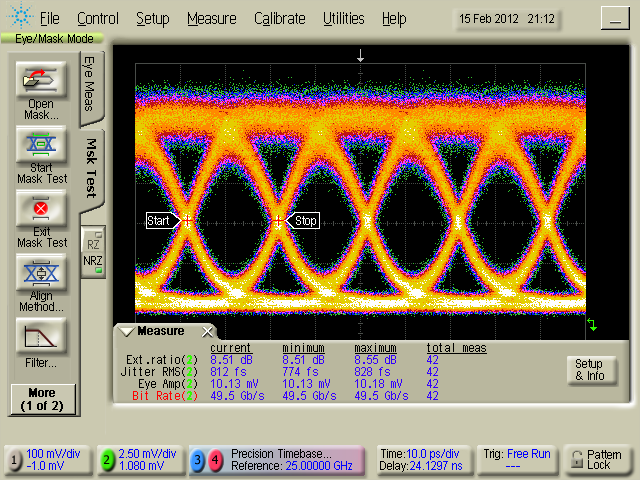 File Control Setup Measure Calibrate Utilities Help 15 Feb 2012 21:12
Eye/Mask Mode
Eye Meas
Msk Test
Open
Mask...
Start
Mask Test
Exit
Mask Test
RZ
NRZ
Align
Method...
Filter...
More
(1 of 2)
Start Stop
Measure
current minimum maximum total meas
Ext.ratio(2) 8.51 dB 8.51 dB 8.55 dB 42
Jitter RMS(2) 812 fs 774 fs 828 fs 42
Eye Amp(2) 10.13 mV 10.13 mV 10.18 mV 42
Bit Rate(2) 49.5 Gb/s 49.5 Gb/s 49.5 Gb/s 42
Setup
& Info
1 100 mV/div
-1.0 mV
2 2.50 mV/div
1.080 mV
3 4 Precision Timebase...
Reference: 25.00000 GHz
Time:10.0 ps/div
Delay:24.1297 ns
Trig: Free Run
---
Pattern
Lock